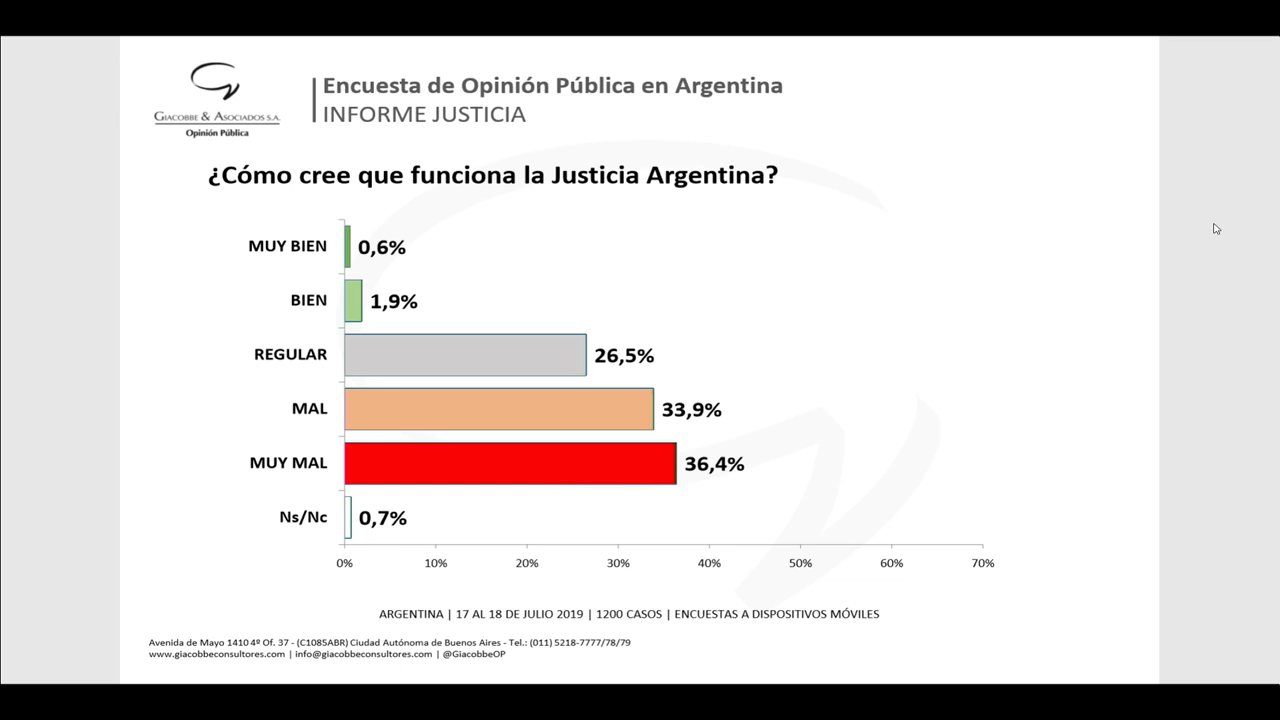 GIACOBBE & ASOCIADOS S.A.
Opinión Pública
Encuesta de Opinión Pública en Argentina
INFORME JUSTICIA
¿Cómo cree que funciona la Justicia Argentina?
MUY BIEN 0,6%
BIEN 1,9%
REGULAR 26,5%
MAL 33,9%
MUY MAL 36,4%
Ns/Nc 0,7%
0% 10% 20% 30% 40% 50% 60% 70%
ARGENTINA | 17 AL 18 DE JULIO 2019 | 1200 CASOS | ENCUESTAS A DISPOSITIVOS MÓVILES
Avenida de Mayo 1410 4º Of. 37 - (C1085ABR) Ciudad Autónoma de Buenos Aires - Tel.: (011) 5218-7777/78/79
www.giacobbeconsultores.com | info@giacobbeconsultores.com | @GiacobbeOP